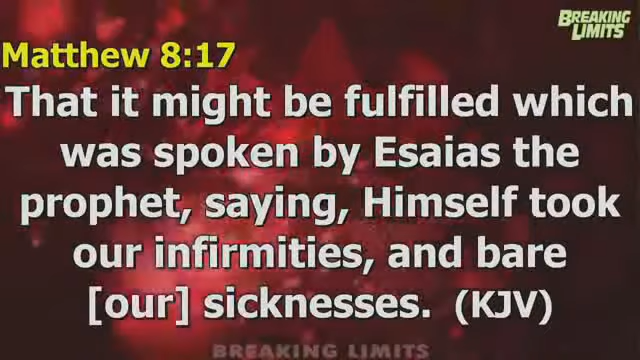 BREAKING
LIMITS
Matthew 8:17
That it might be fulfilled which
was spoken by Esaias the
prophet, saying, Himself took
our infirmities, and bare
[our] sicknesses. (KJV)
BREAKING LIMITS